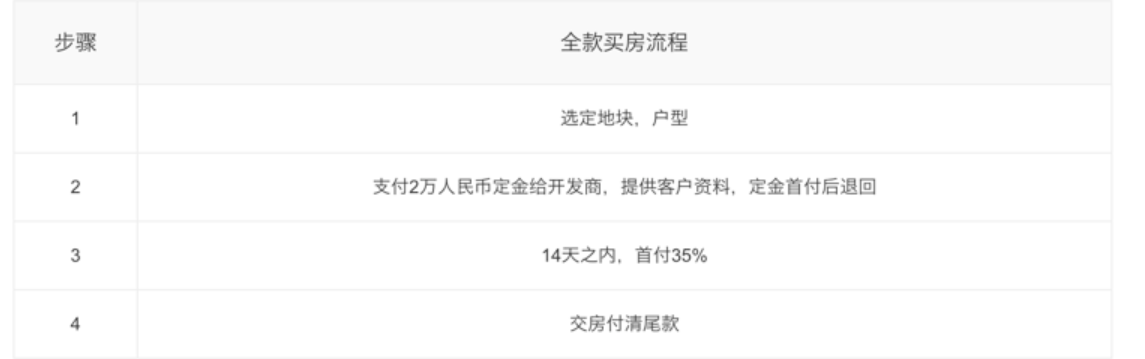 步骤 全款买房流程
1 选定地块，户型
2 支付2万人民币定金给开发商，提供客户资料，定金首付后退回
3 14天之内，首付35%
4 交房付清尾款